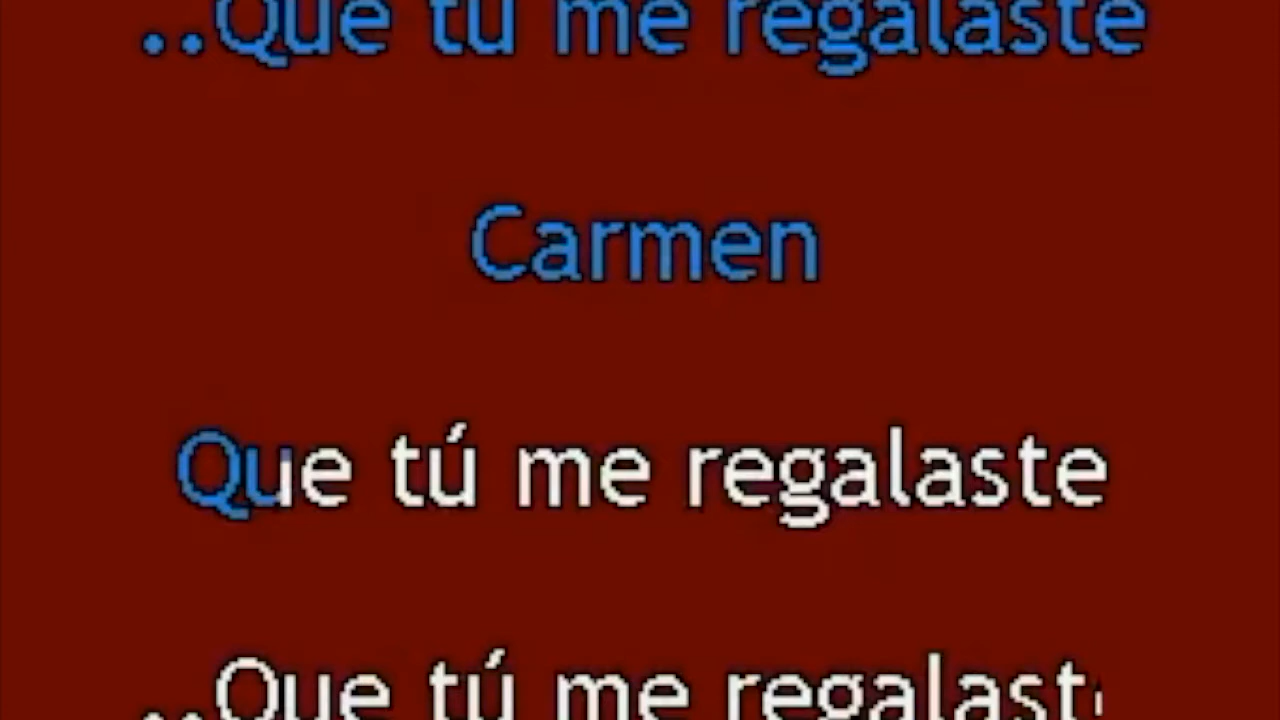 ..Que tú me regalaste
Carmen
Que tú me regalaste
..Que tú me regalast